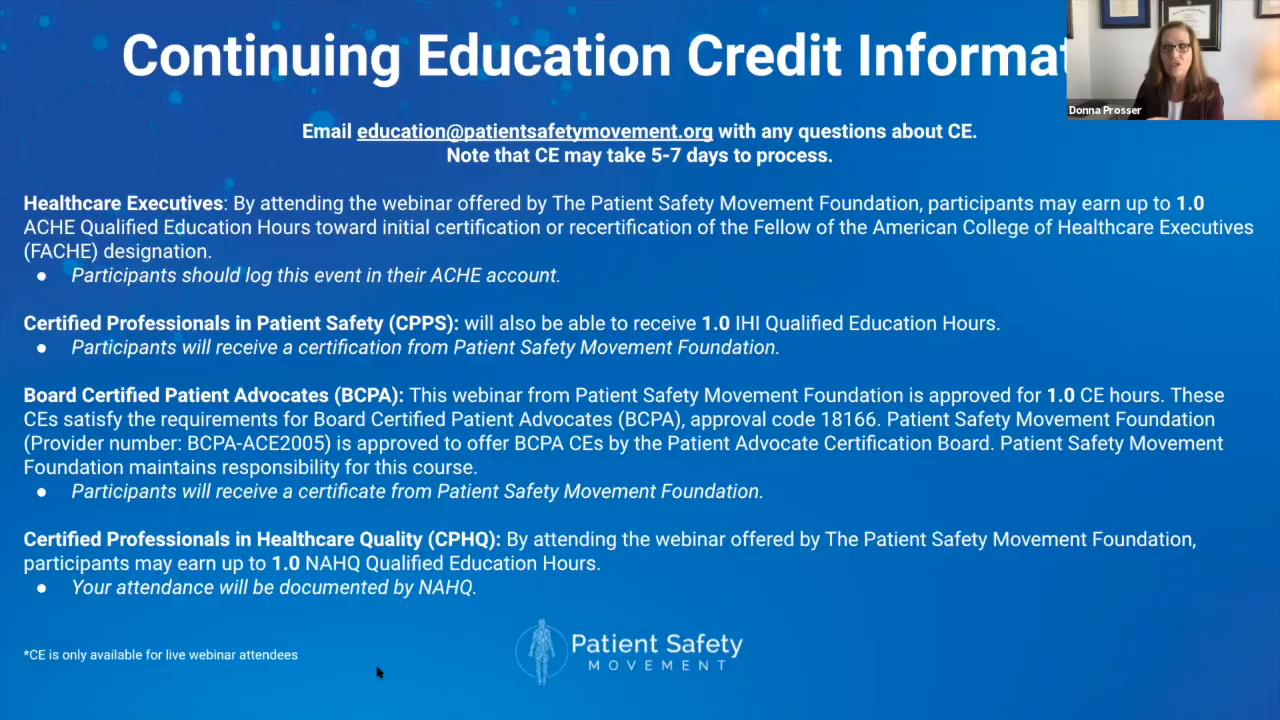 Continuing Education Credit Informat
Donna Prosser
Email education@patientsafetymovement.org with any questions about CE.
Note that CE may take 5-7 days to process.
Healthcare Executives: By attending the webinar offered by The Patient Safety Movement Foundation, participants may earn up to 1.0
ACHE Qualified Education Hours toward initial certification or recertification of the Fellow of the American College of Healthcare Executives
(FACHE) designation.
● Participants should log this event in their ACHE account.
Certified Professionals in Patient Safety (CPPS): will also be able to receive 1.0 IHI Qualified Education Hours.
● Participants will receive a certification from Patient Safety Movement Foundation.
Board Certified Patient Advocates (BCPA): This webinar from Patient Safety Movement Foundation is approved for 1.0 CE hours. These
CEs satisfy the requirements for Board Certified Patient Advocates (BCPA), approval code 18166. Patient Safety Movement Foundation
(Provider number: BCPA-ACE2005) is approved to offer BCPA CEs by the Patient Advocate Certification Board. Patient Safety Movement
Foundation maintains responsibility for this course.
● Participants will receive a certificate from Patient Safety Movement Foundation.
Certified Professionals in Healthcare Quality (CPHQ): By attending the webinar offered by The Patient Safety Movement Foundation,
participants may earn up to 1.0 NAHQ Qualified Education Hours.
● Your attendance will be documented by NAHQ.
*CE is only available for live webinar attendees
Patient Safety
MOVEMENT